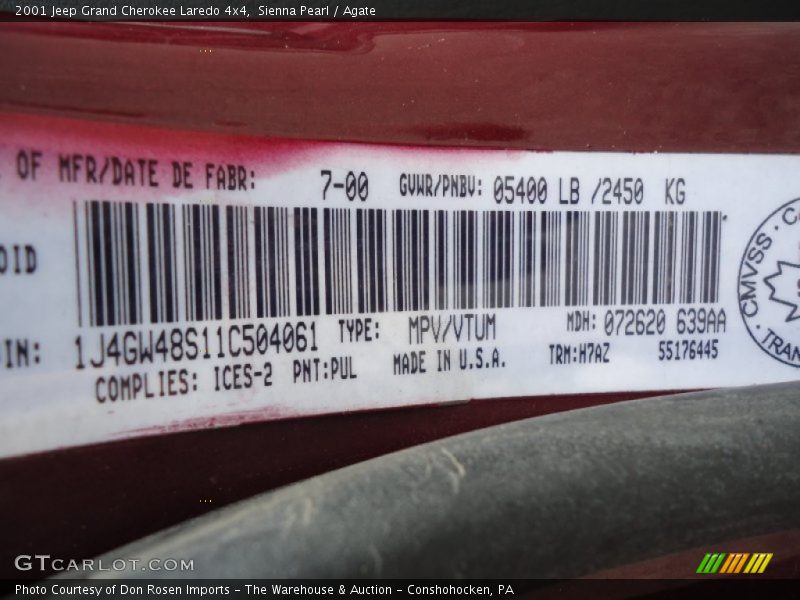 2001 Jeep Grand Cherokee Laredo 4x4, Sienna Pearl / Agate
OF MFR/DATE DE FABR: 7-00 GVWR/PNBV: 05400 LB /2450 KG
OID
CMVSS · C
TRAN
IN: 1J4GW48S11C504061 TYPE: MPV/VTUM MDH: 072620 639AA
COMPLIES: ICES-2 PNT:PUL MADE IN U.S.A. TRM:H7AZ 55176445
GTCARLOT.COM
Photo Courtesy of Don Rosen Imports – The Warehouse & Auction – Conshohocken, PA